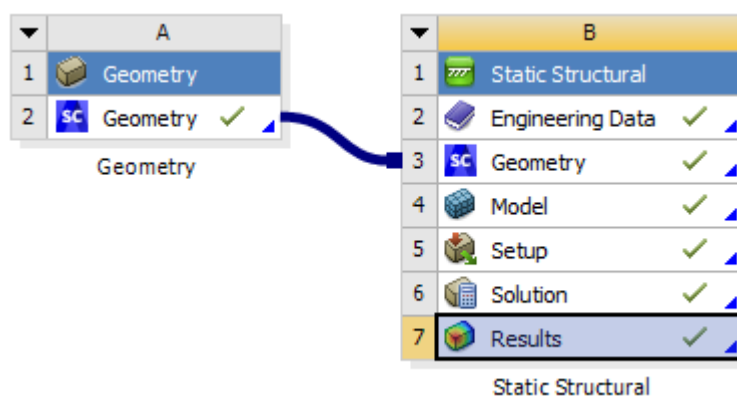 A
1 Geometry
2 SC Geometry
Geometry
B
1 Static Structural
2 Engineering Data
3 SC Geometry
4 Model
5 Setup
6 Solution
7 Results
Static Structural